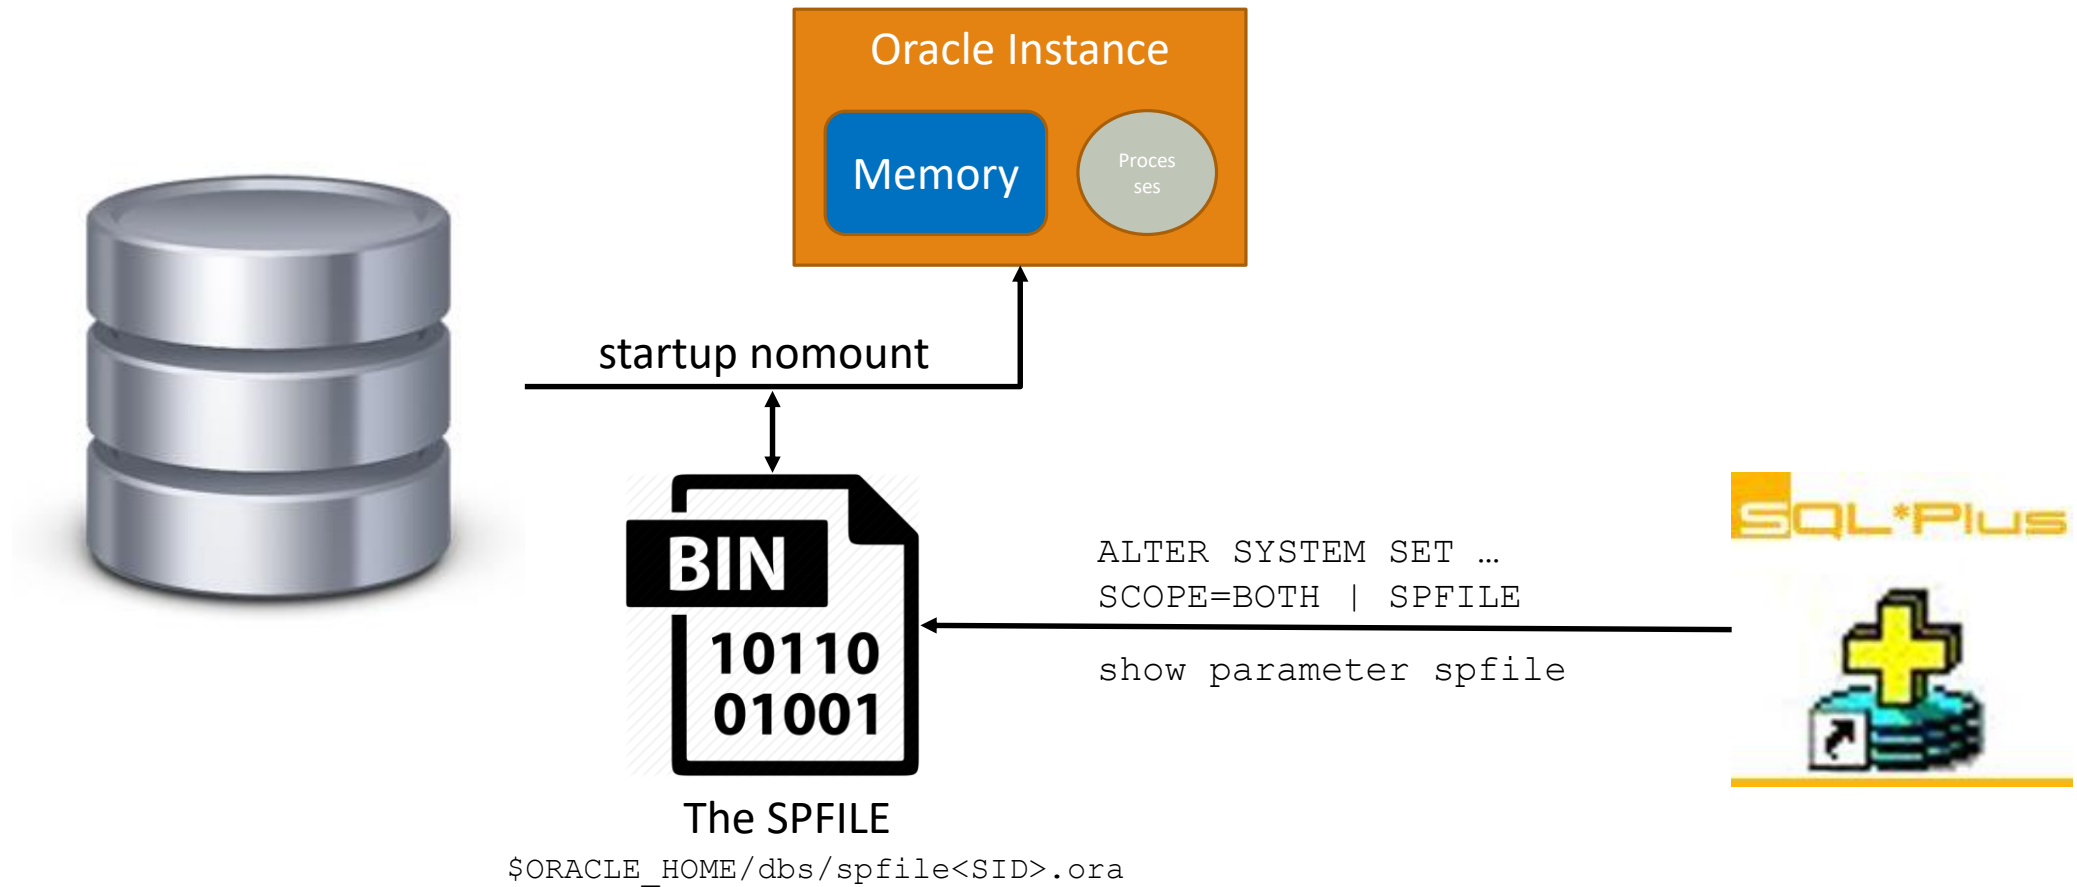 Oracle Instance
Memory
Proces
ses
startup nomount
BIN
10110
01001
SQL*Plus
ALTER SYSTEM SET …
SCOPE=BOTH | SPFILE
show parameter spfile
The SPFILE
$ORACLE_HOME/dbs/spfile<SID>.ora